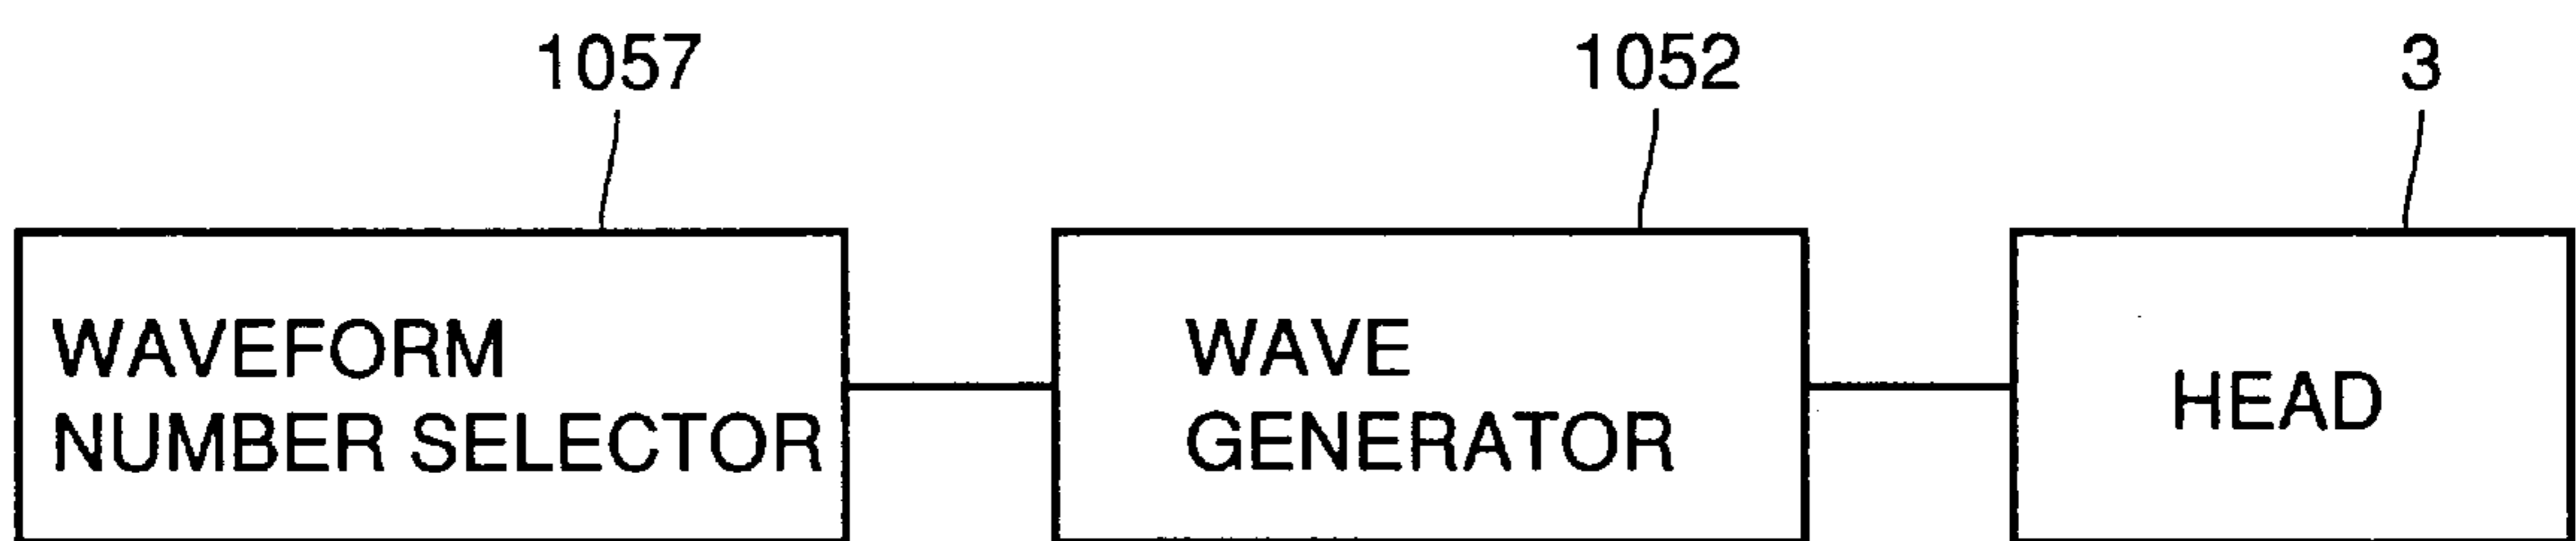 1057
1052
3
WAVEFORM
NUMBER SELECTOR
WAVE
GENERATOR
HEAD